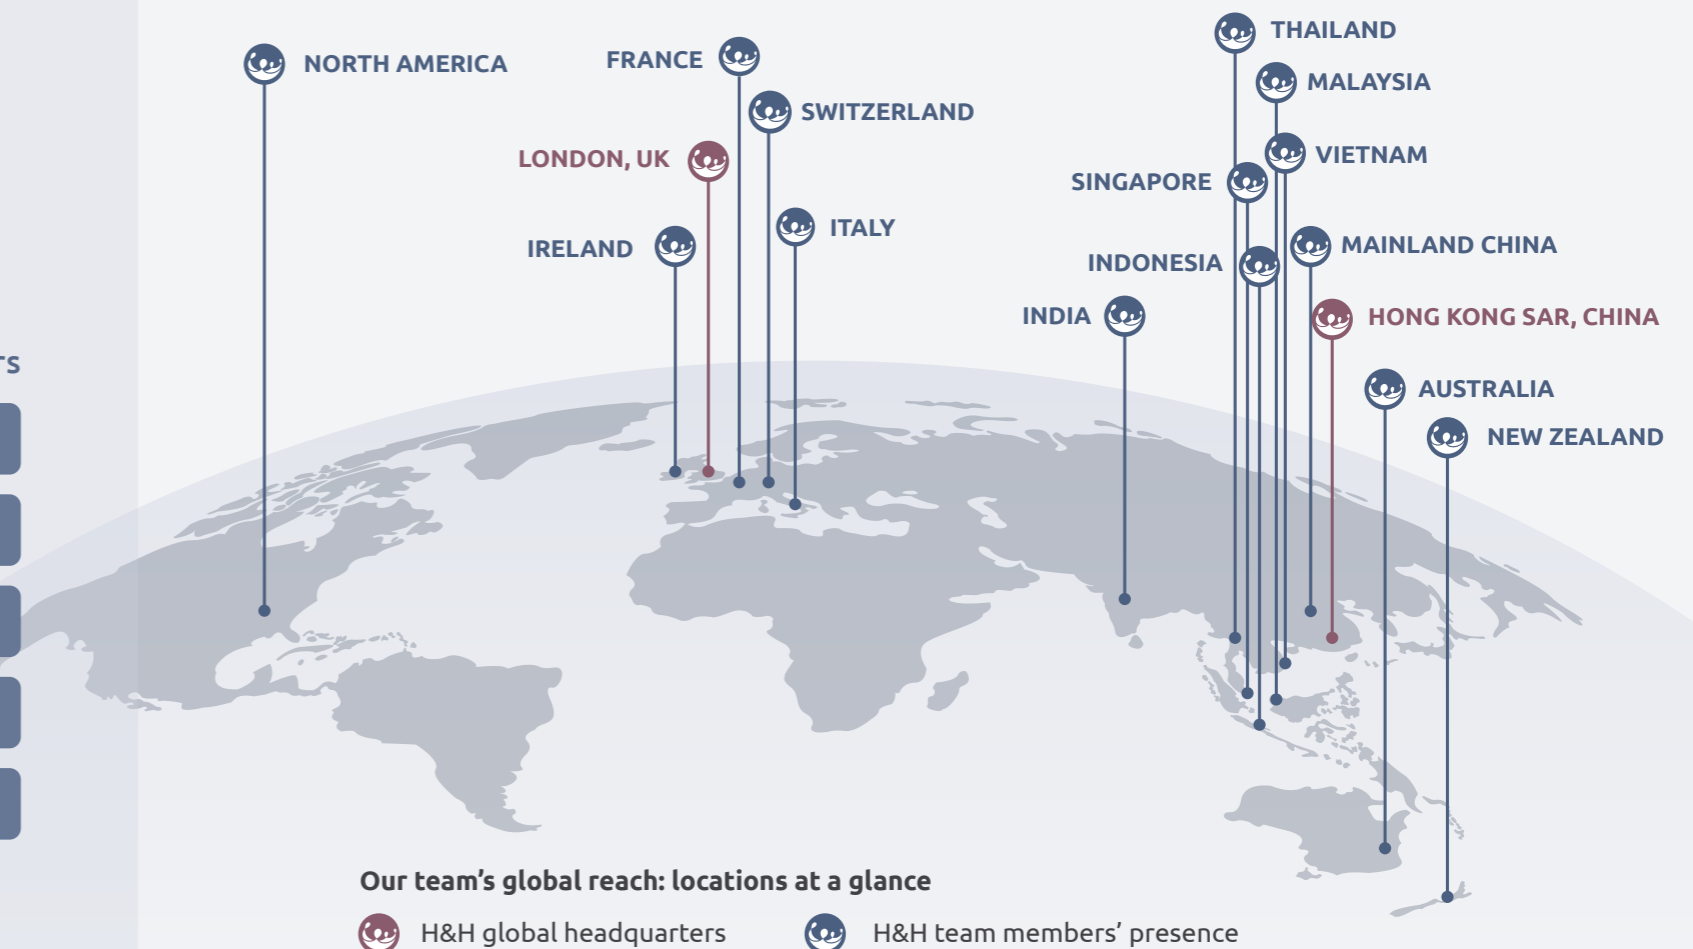 THAILAND
NORTH AMERICA
FRANCE
MALAYSIA
SWITZERLAND
LONDON, UK
VIETNAM
SINGAPORE
ITALY
IRELAND
MAINLAND CHINA
INDONESIA
INDIA
HONG KONG SAR, CHINA
TS
AUSTRALIA
NEW ZEALAND
Our team’s global reach: locations at a glance
H&H global headquarters
H&H team members’ presence